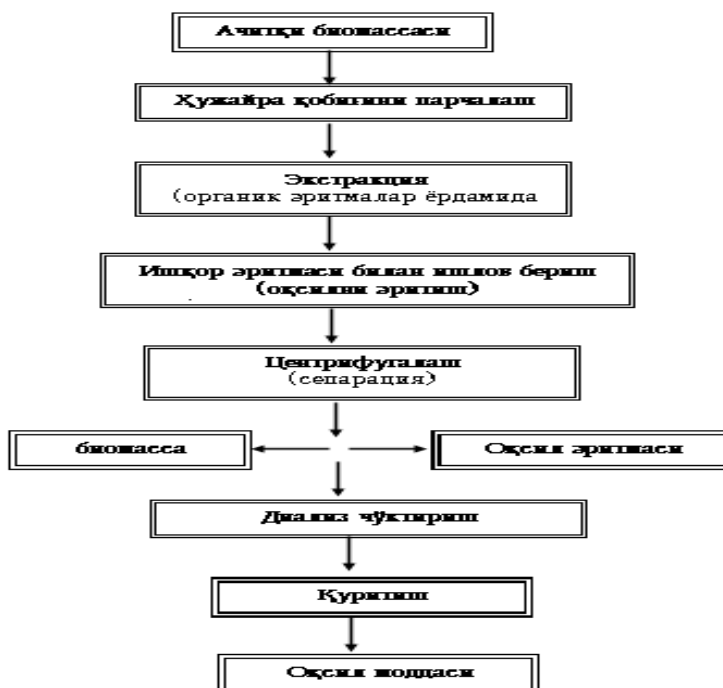 Ачитқи биомассаси
Ҳужайра қобиғини парчалаш
Экстракция
(органик эритмалар ёрдамида
Ишқор эритмаси билан ишлов бериш
(оқсилни эритиш)
Центрифугалаш
(сепарация)
биомасса
Оқсил эритмаси
Диализ чўктириш
Қуритиш
Оқсил моддаси